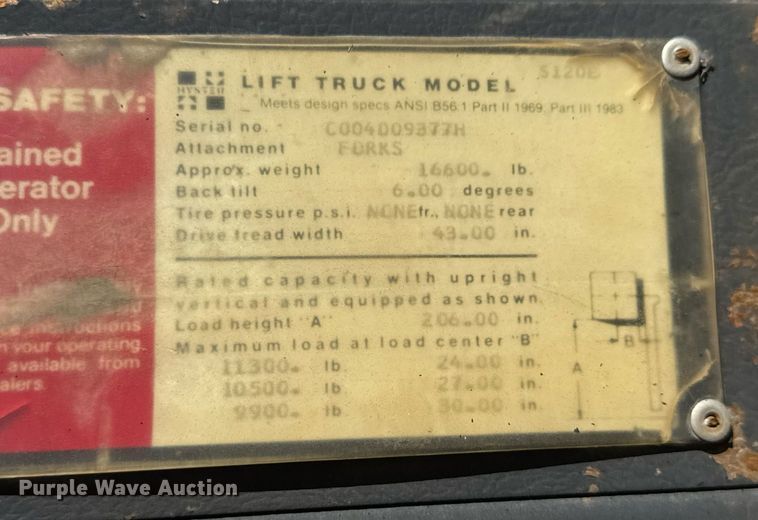 SAFETY:
ained
erator
Only
your operating.
available from
alers.
HYSTER
LIFT TRUCK MODEL S120E
Meets design specs ANSI B56.1 Part II 1969, Part III 1983
Serial no. C004D09377H
Attachment FORKS
Approx. weight 16600. lb.
Back tilt 6.00 degrees
Tire pressure p.s.i. NONE fr., NONE rear
Drive tread width 43.00 in.
Rated capacity with upright
vertical and equipped as shown.
Load height "A" 206.00 in.
Maximum load at load center "B"
11300. lb. 24.00 in.
10500. lb. 27.00 in.
9900. lb. 30.00 in.
A
B
Purple Wave Auction